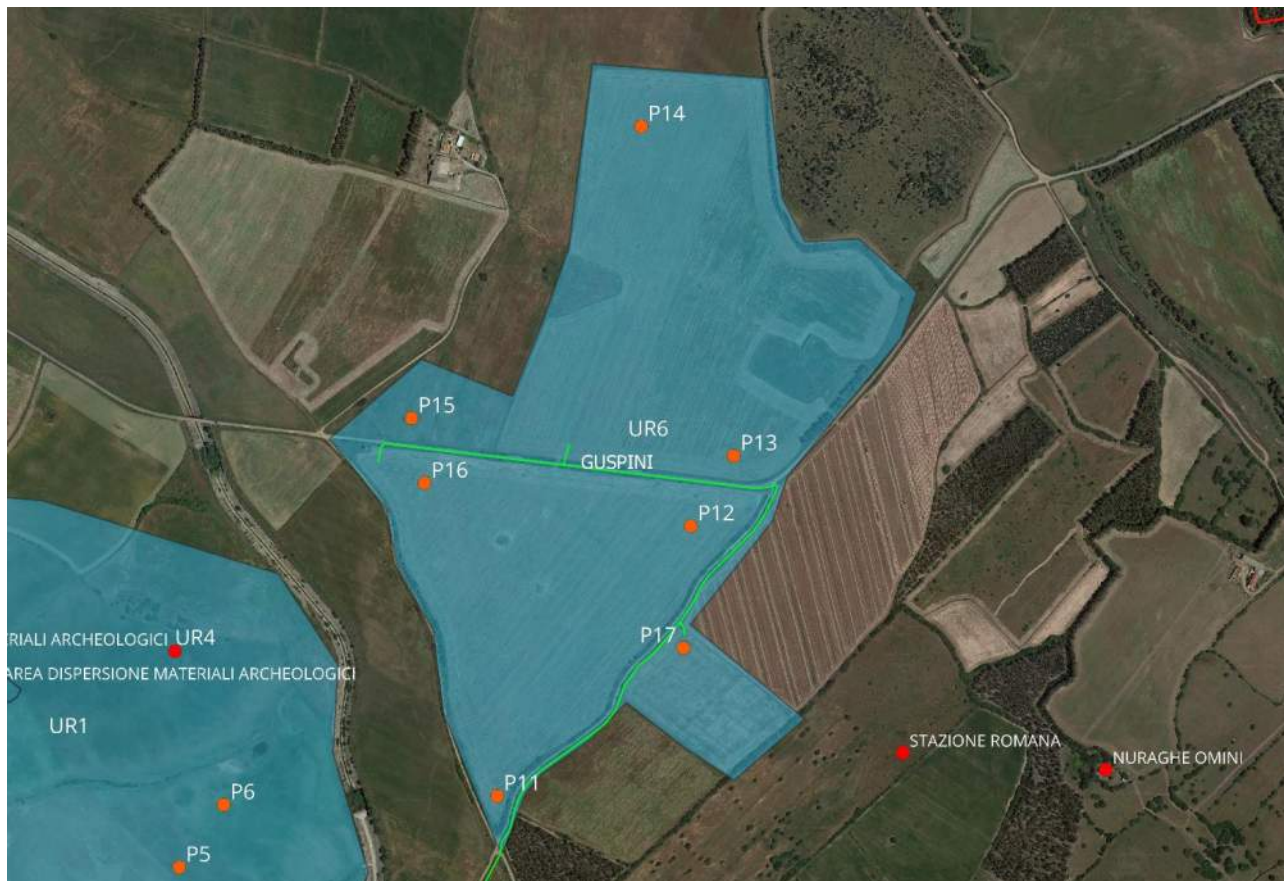 P14
P15
UR6
P13
GUSPINI
P16
P12
P17
RIALI ARCHEOLOGICI UR4
AREA DISPERSIONE MATERIALI ARCHEOLOGICI
UR1
STAZIONE ROMANA
NURAGHE OMINI
P11
P6
P5